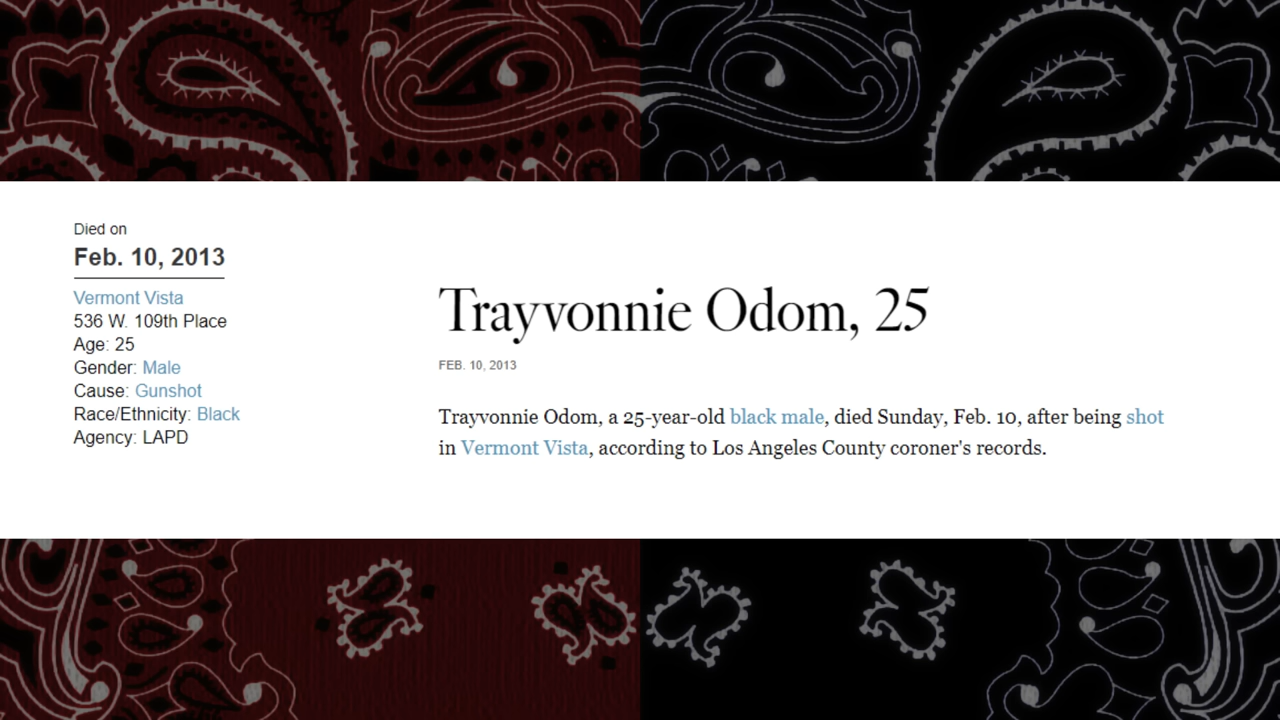 Died on
Feb. 10, 2013
Vermont Vista
536 W. 109th Place
Age: 25
Gender: Male
Cause: Gunshot
Race/Ethnicity: Black
Agency: LAPD
Trayvonnie Odom, 25
FEB. 10, 2013
Trayvonnie Odom, a 25-year-old black male, died Sunday, Feb. 10, after being shot
in Vermont Vista, according to Los Angeles County coroner's records.